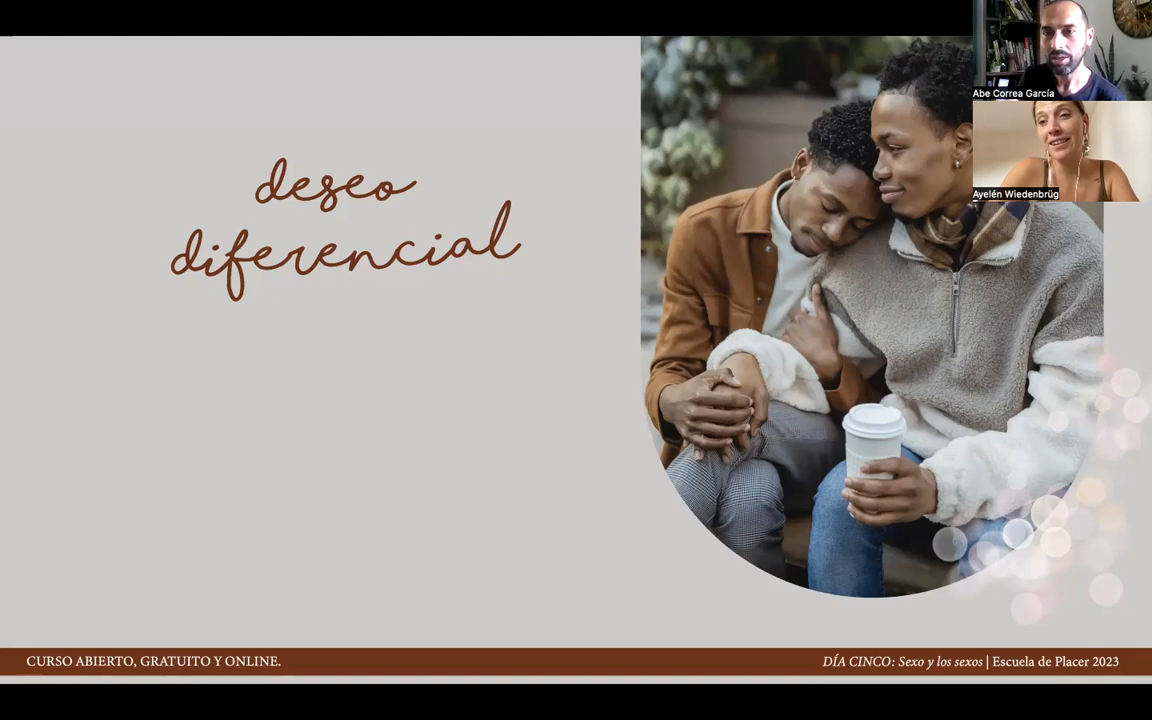 deseo
diferencial
Abe Correa García
Ayelén Wiedenbrüg
CURSO ABIERTO, GRATUITO Y ONLINE.
DÍA CINCO: Sexo y los sexos | Escuela de Placer 2023